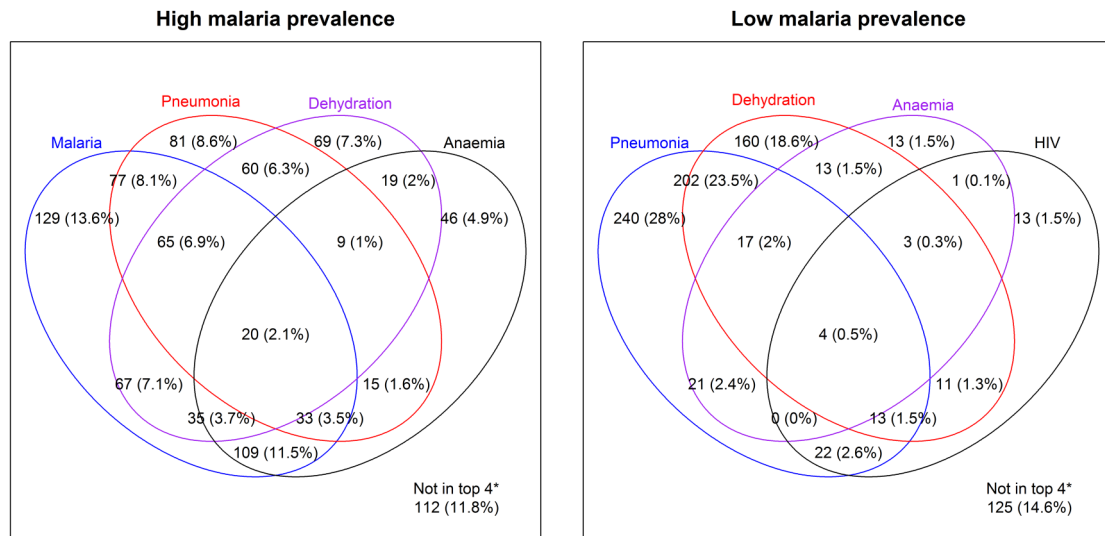 High malaria prevalence
Pneumonia
Dehydration
Malaria
Anaemia
81 (8.6%)
69 (7.3%)
60 (6.3%)
77 (8.1%)
19 (2%)
129 (13.6%)
46 (4.9%)
65 (6.9%)
9 (1%)
20 (2.1%)
67 (7.1%)
15 (1.6%)
35 (3.7%)
33 (3.5%)
109 (11.5%)
Not in top 4*
112 (11.8%)
Low malaria prevalence
Dehydration
Anaemia
Pneumonia
HIV
160 (18.6%)
13 (1.5%)
13 (1.5%)
202 (23.5%)
1 (0.1%)
240 (28%)
13 (1.5%)
17 (2%)
3 (0.3%)
4 (0.5%)
21 (2.4%)
11 (1.3%)
0 (0%)
13 (1.5%)
22 (2.6%)
Not in top 4*
125 (14.6%)